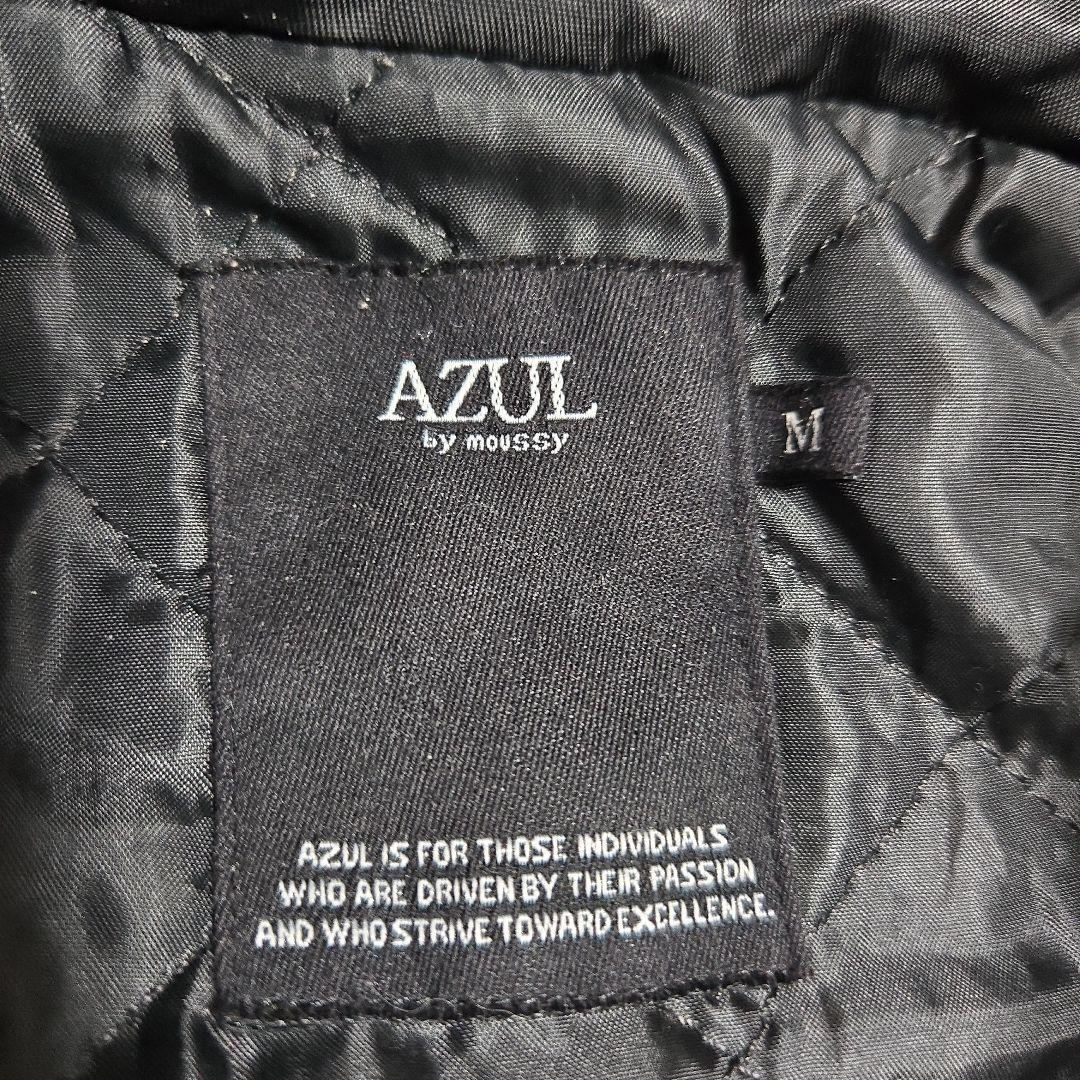 AZUL
by moussy
M
AZUL IS FOR THOSE INDIVIDUALS
WHO ARE DRIVEN BY THEIR PASSION
AND WHO STRIVE TOWARD EXCELLENCE.